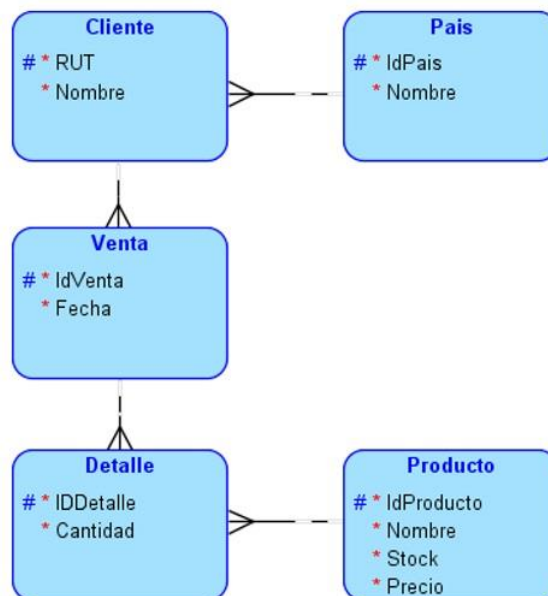 Cliente
# * RUT
* Nombre
Pais
# * IdPais
* Nombre
Venta
# * IdVenta
* Fecha
Detalle
# * IDDetalle
* Cantidad
Producto
# * IdProducto
* Nombre
* Stock
* Precio